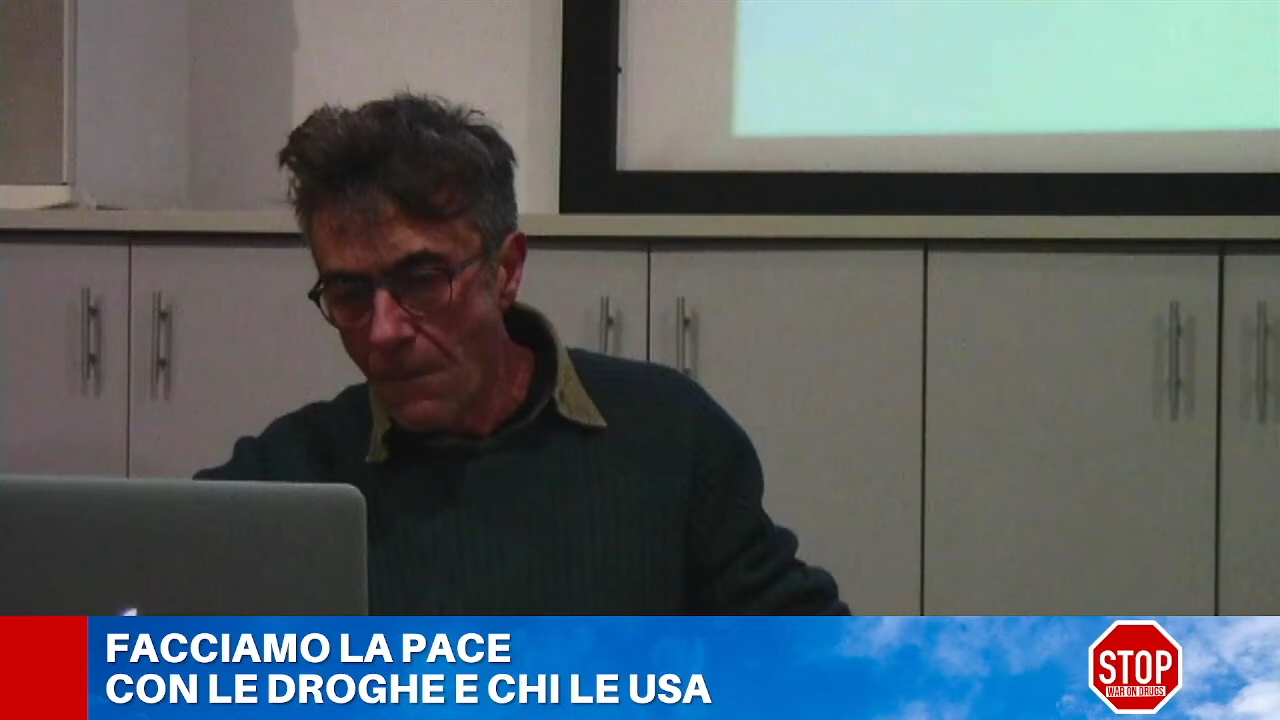 FACCIAMO LA PACE
CON LE DROGHE E CHI LE USA
STOP
WAR ON DRUGS